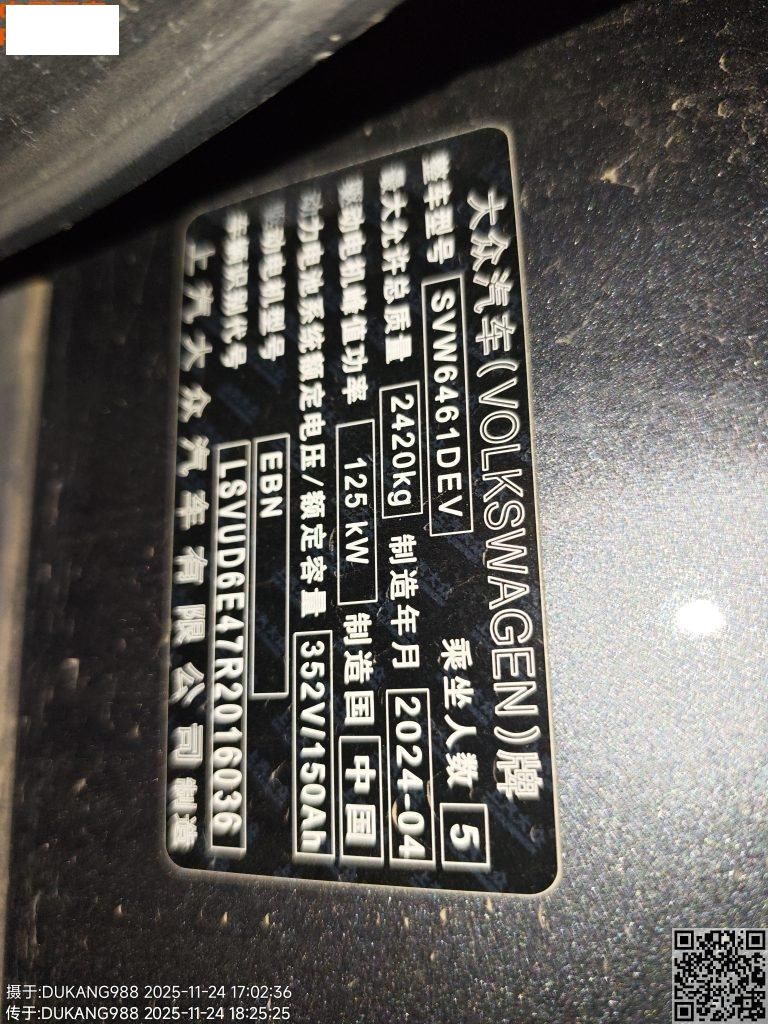 大众汽车(VOLKSWAGEN)牌
整车型号 SVW6461DEV 乘坐人数 5
最大允许总质量 2420kg 制造年月 2024-04
驱动电机峰值功率 125 kW 制造国 中国
动力电池系统额定电压/额定容量 352V/150Ah
驱动电机型号 EBN
车辆识别代号 LSVUD6E47R2016036
上汽大众汽车有限公司制造
摄于:DUKANG988 2025-11-24 17:02:36
传于:DUKANG988 2025-11-24 18:25:25